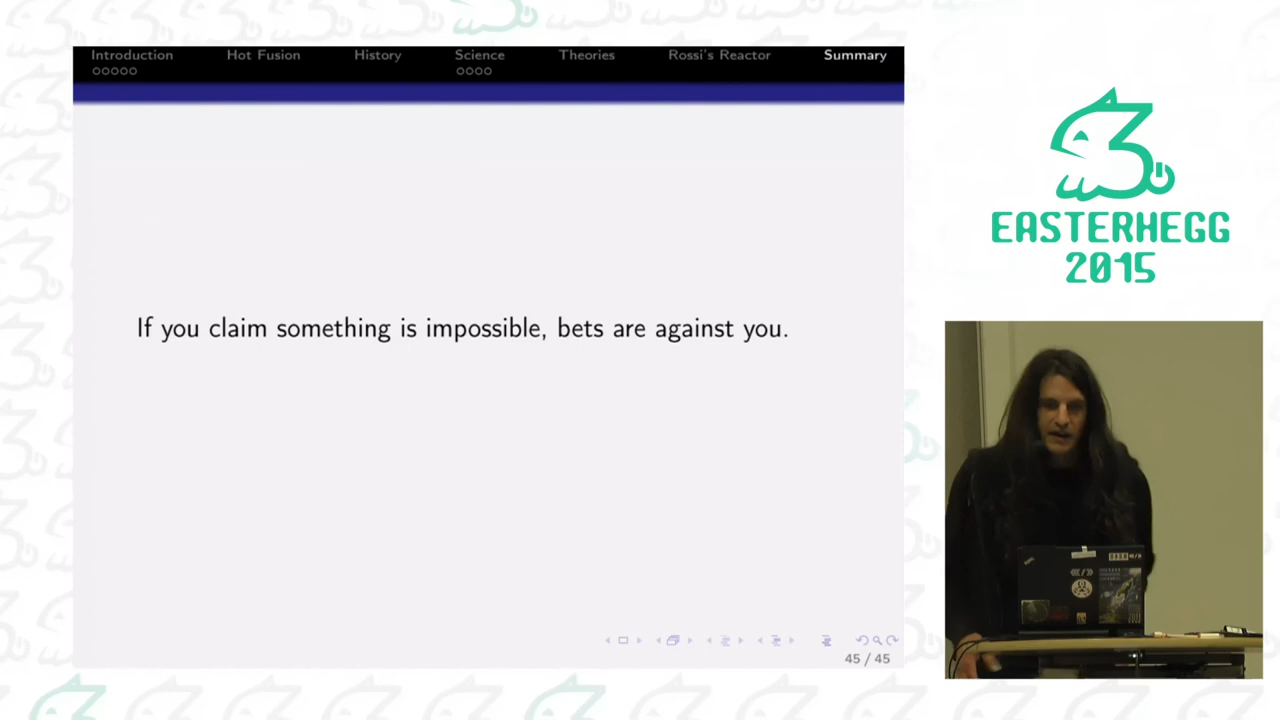 Introduction Hot Fusion History Science Theories Rossi's Reactor Summary
If you claim something is impossible, bets are against you.
45 / 45
EASTERHEGG
2015